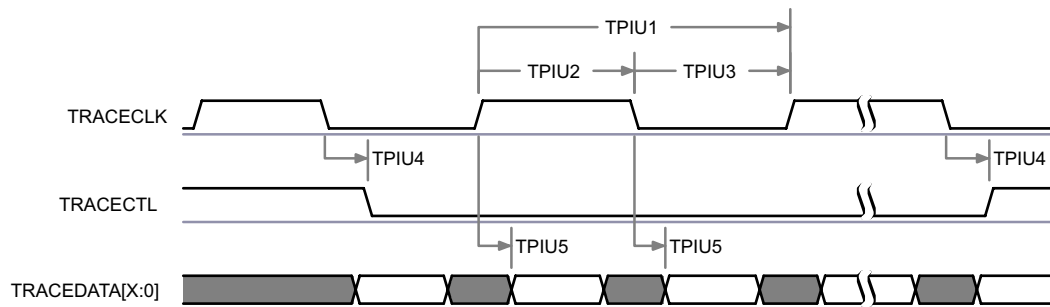 TPIU1
TPIU2 TPIU3
TRACECLK
TPIU4 TPIU4
TRACECTL
TPIU5 TPIU5
TRACEDATA[X:0]